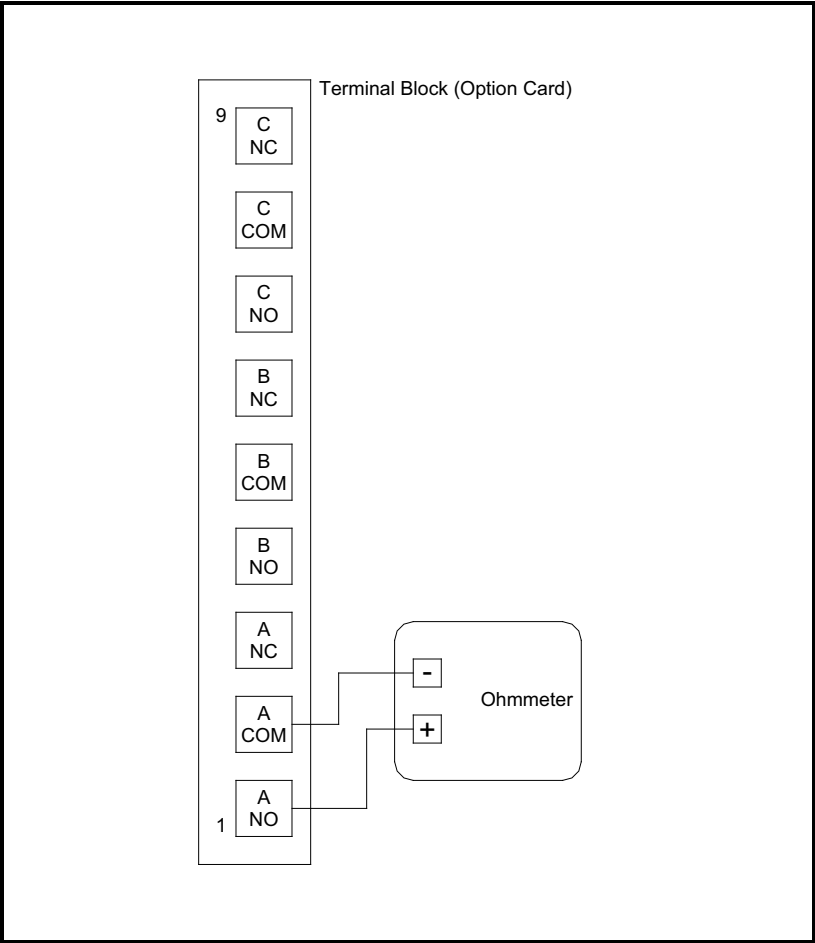 Terminal Block (Option Card)
9
C
NC
C
COM
C
NO
B
NC
B
COM
B
NO
A
NC
A
COM
A
NO
1
-
+
Ohmmeter